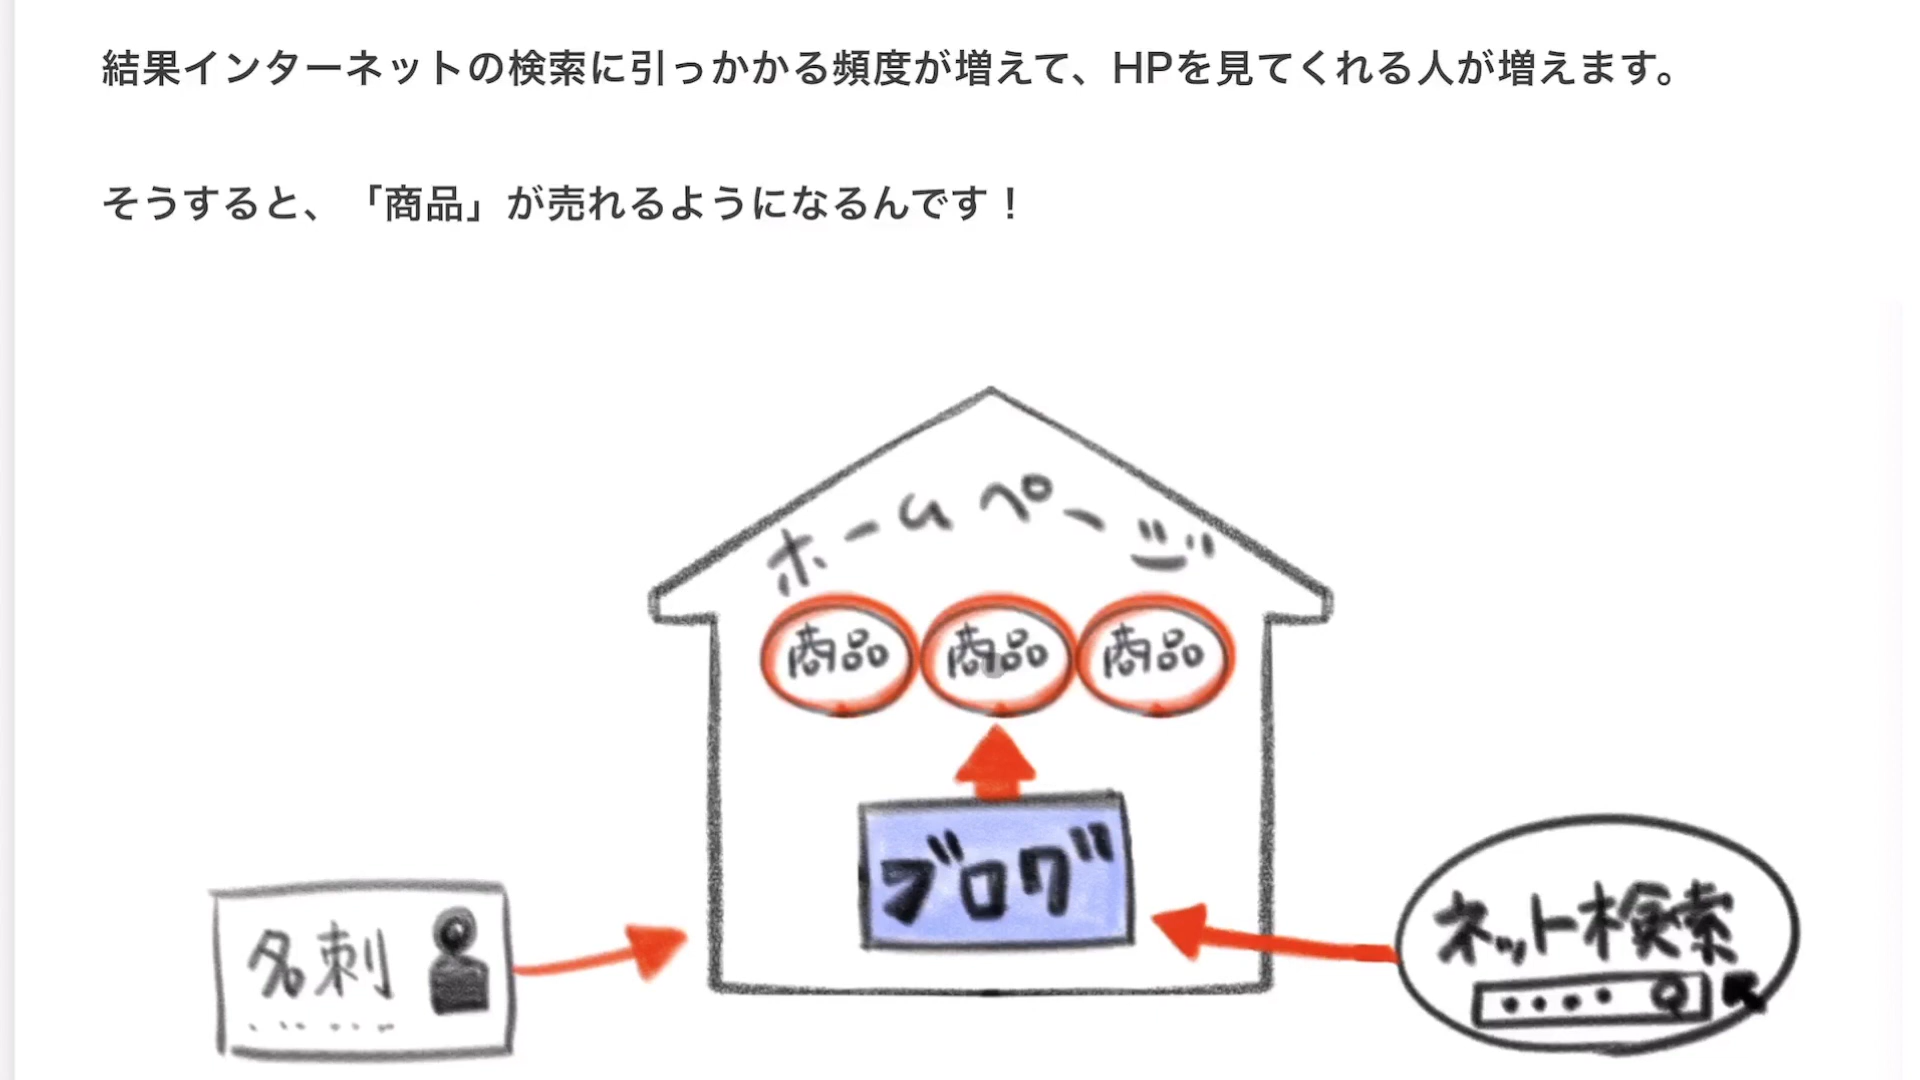 結果インターネットの検索に引っかかる頻度が増えて、HPを見てくれる人が増えます。
そうすると、「商品」が売れるようになるんです！
ホームページ
商品 商品 商品
ブログ
名刺
ネット検索